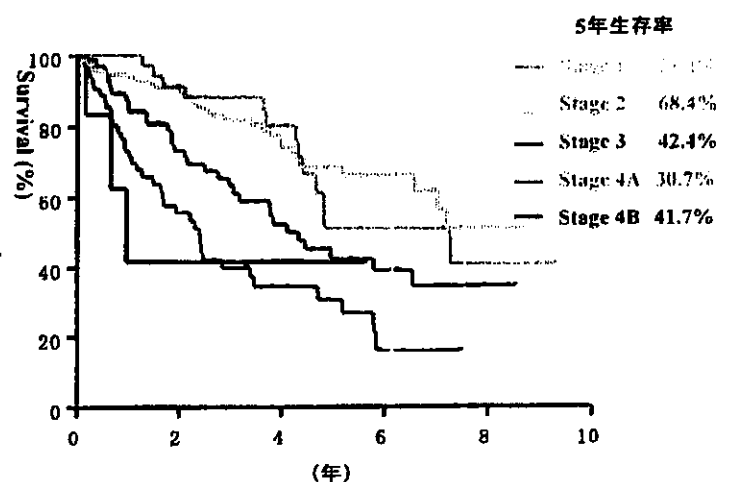 5年生存率
Stage 2 68.4%
Stage 3 42.4%
Stage 4A 30.7%
Stage 4B 41.7%
Survival (%)
100
80
60
40
20
0
0 2 4 6 8 10
(年)